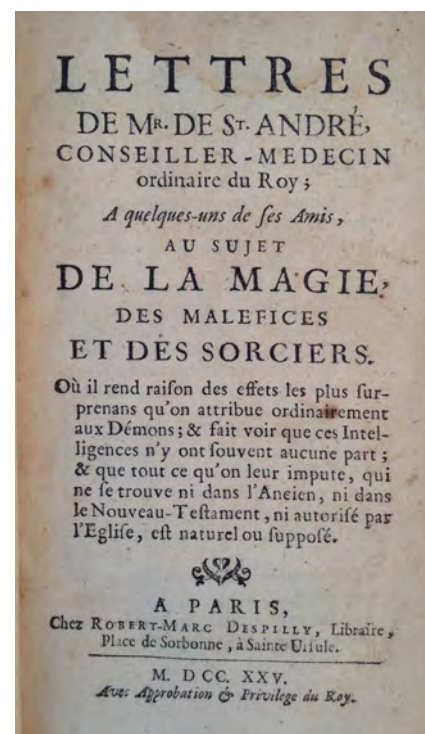 LETTRES
DE MR. DE ST. ANDRÉ,
CONSEILLER-MEDECIN
ordinaire du Roy;
A quelques-uns de ſes Amis,
AU SUJET
DE LA MAGIE,
DES MALEFICES
ET DES SORCIERS.
Où il rend raiſon des effets les plus ſur-
prenans qu'on attribue ordinairement
aux Démons; & fait voir que ces Intel-
ligences n'y ont ſouvent aucune part;
& que tout ce qu'on leur impute, qui
ne ſe trouve ni dans l'Ancien, ni dans
le Nouveau-Teſtament, ni autoriſé par
l'Egliſe, eſt naturel ou ſuppoſé.
A PARIS,
Chez ROBERT-MARC DESPILLY, Libraire,
Place de Sorbonne, à Sainte Urſule.
M. D CC. XXV.
Avec Approbation & Privilege du Roy.